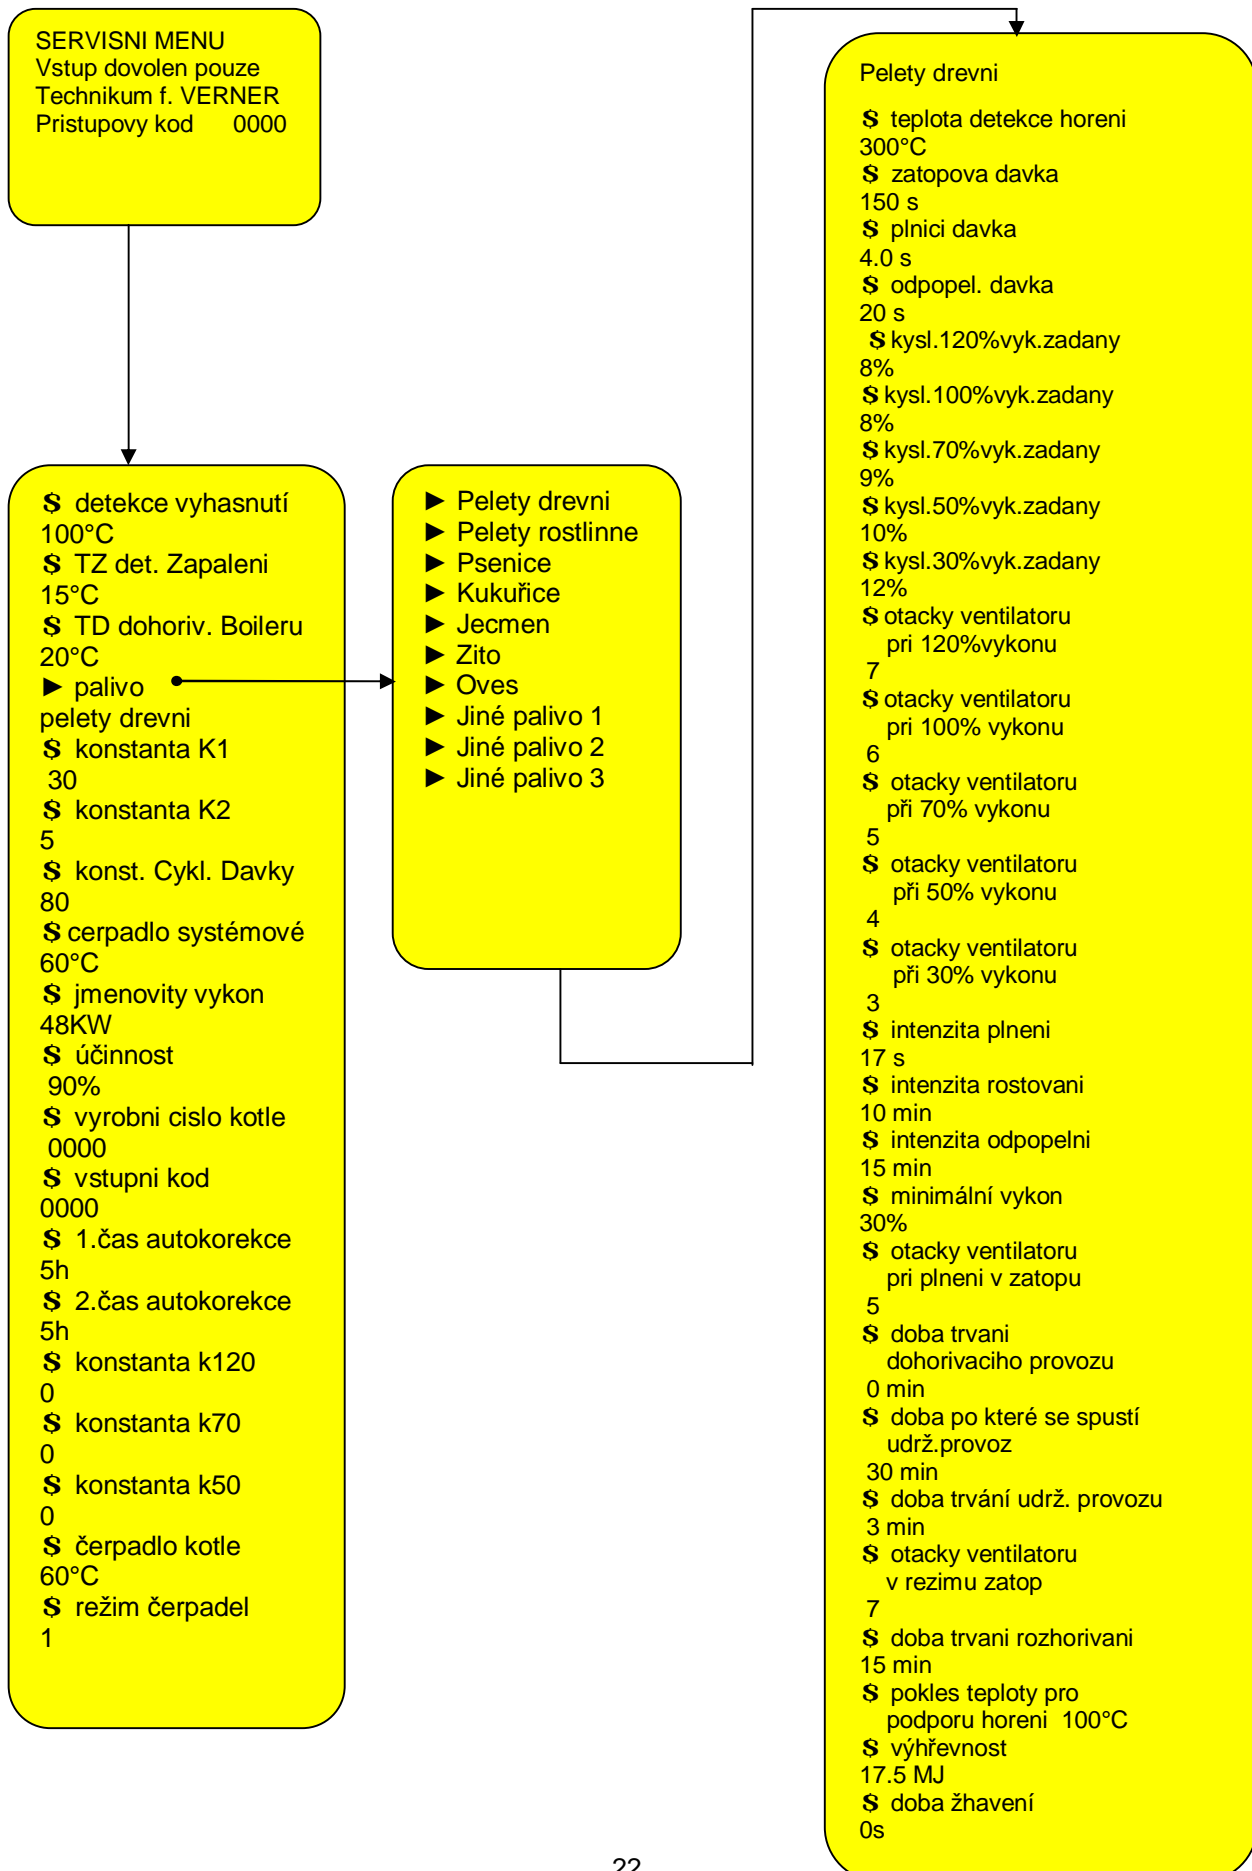 SERVISNI MENU
Vstup dovolen pouze
Technikum f. VERNER
Pristupovy kod 0000
$ detekce vyhasnutí
100°C
$ TZ det. Zapaleni
15°C
$ TD dohoriv. Boileru
20°C
► palivo
pelety drevni
$ konstanta K1
30
$ konstanta K2
5
$ konst. Cykl. Davky
80
$ cerpadlo systémové
60°C
$ jmenovity vykon
48KW
$ účinnost
90%
$ vyrobni cislo kotle
0000
$ vstupni kod
0000
$ 1.čas autokorekce
5h
$ 2.čas autokorekce
5h
$ konstanta k120
0
$ konstanta k70
0
$ konstanta k50
0
$ čerpadlo kotle
60°C
$ režim čerpadel
1
► Pelety drevni
► Pelety rostlinne
► Psenice
► Kukuřice
► Jecmen
► Zito
► Oves
► Jiné palivo 1
► Jiné palivo 2
► Jiné palivo 3
Pelety drevni
$ teplota detekce horeni
300°C
$ zatopova davka
150 s
$ plnici davka
4.0 s
$ odpopel. davka
20 s
$ kysl.120%vyk.zadany
8%
$ kysl.100%vyk.zadany
8%
$ kysl.70%vyk.zadany
9%
$ kysl.50%vyk.zadany
10%
$ kysl.30%vyk.zadany
12%
$ otacky ventilatoru
pri 120%vykonu
7
$ otacky ventilatoru
pri 100% vykonu
6
$ otacky ventilatoru
při 70% vykonu
5
$ otacky ventilatoru
při 50% vykonu
4
$ otacky ventilatoru
při 30% vykonu
3
$ intenzita plneni
17 s
$ intenzita rostovani
10 min
$ intenzita odpopelni
15 min
$ minimální vykon
30%
$ otacky ventilatoru
pri plneni v zatopu
5
$ doba trvani
dohorivaciho provozu
0 min
$ doba po které se spustí
udrž.provoz
30 min
$ doba trvání udrž. provozu
3 min
$ otacky ventilatoru
v rezimu zatop
7
$ doba trvani rozhorivani
15 min
$ pokles teploty pro
podporu horeni 100°C
$ výhřevnost
17.5 MJ
$ doba žhavení
0s
22